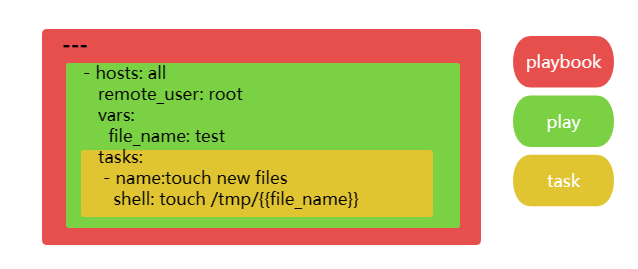 ---
- hosts: all
remote_user: root
vars:
file_name: test
tasks:
- name:touch new files
shell: touch /tmp/{{file_name}}
playbook
play
task